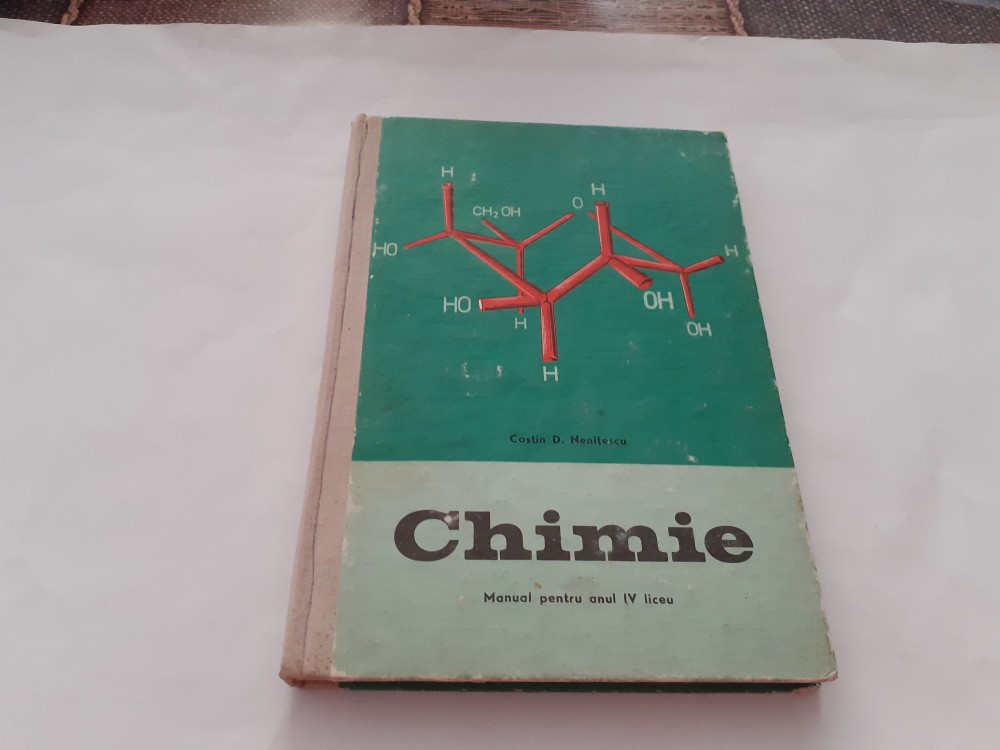 H
CH₂OH
O
H
HO
H
HO
OH
H
OH
H
Costin D. Nenițescu
Chimie
Manual pentru anul IV liceu